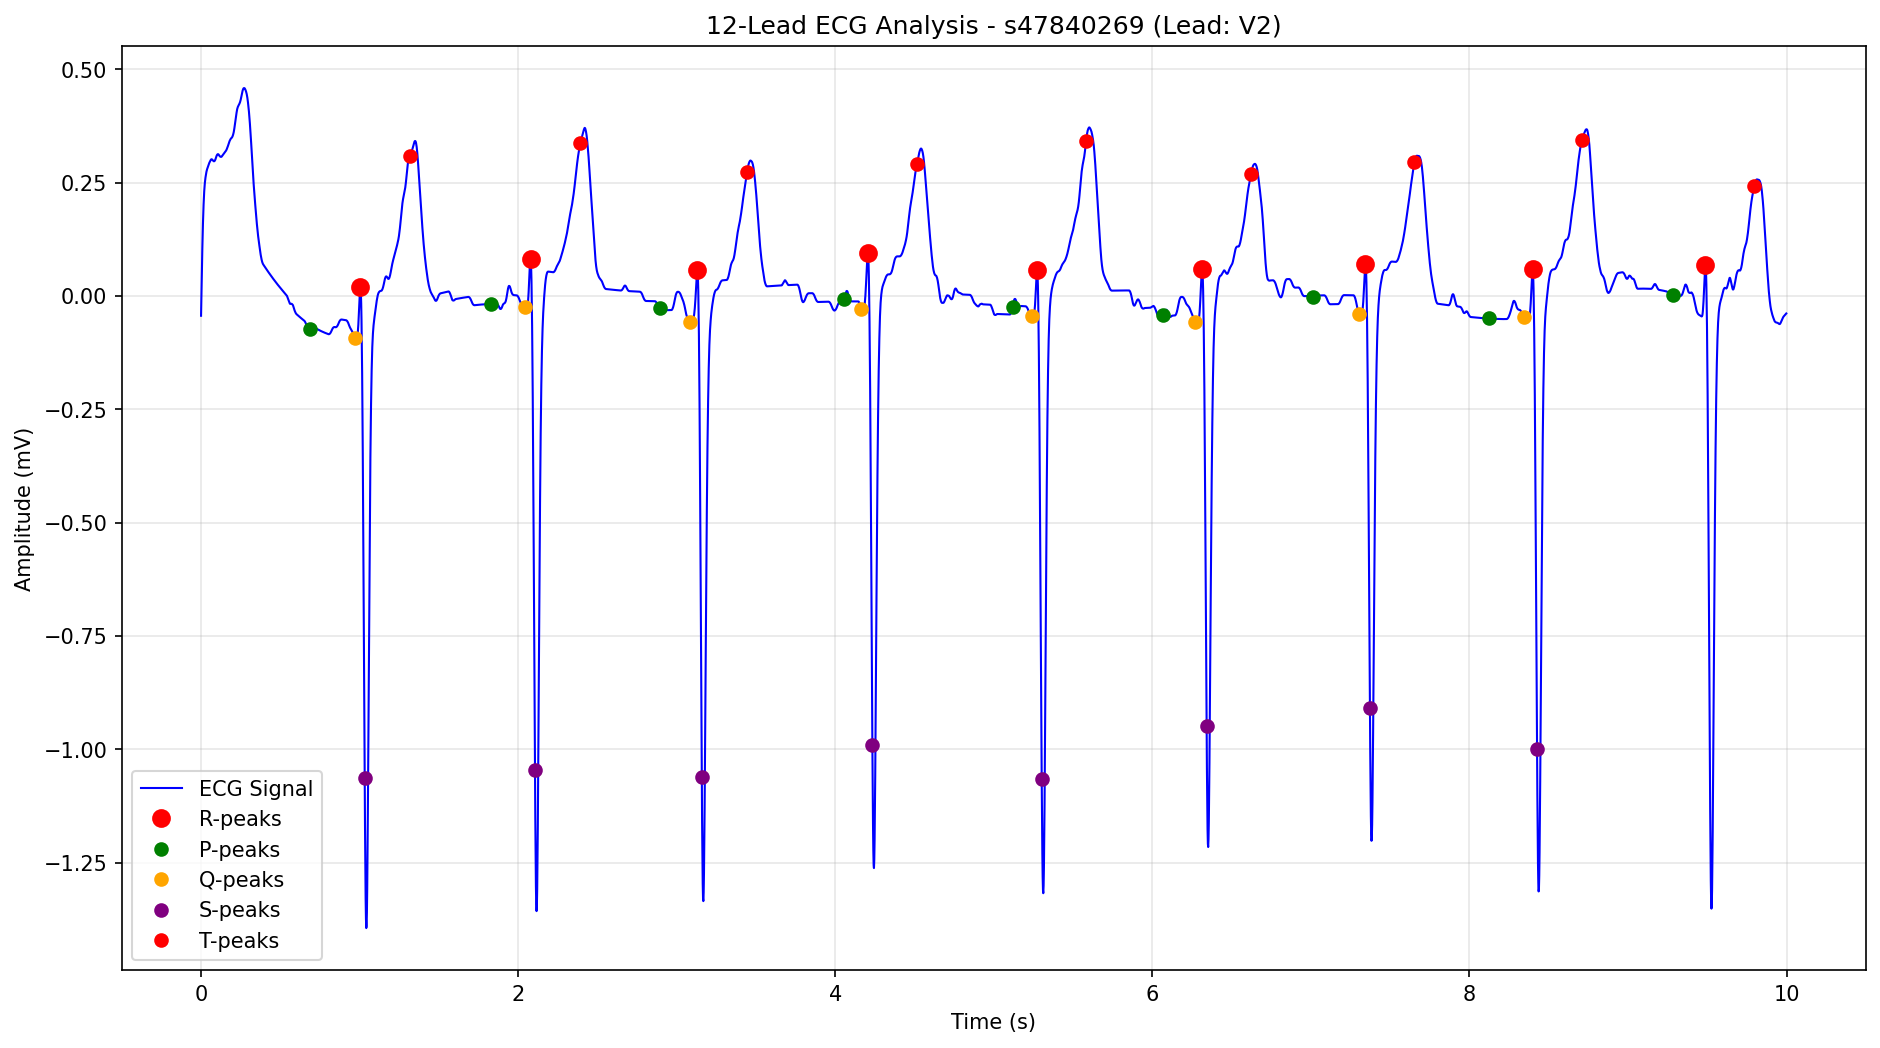 12-Lead ECG Analysis - s47840269 (Lead: V2)
Amplitude (mV)
0.50
0.25
0.00
−0.25
−0.50
−0.75
−1.00
−1.25
ECG Signal
R-peaks
P-peaks
Q-peaks
S-peaks
T-peaks
0 2 4 6 8 10
Time (s)